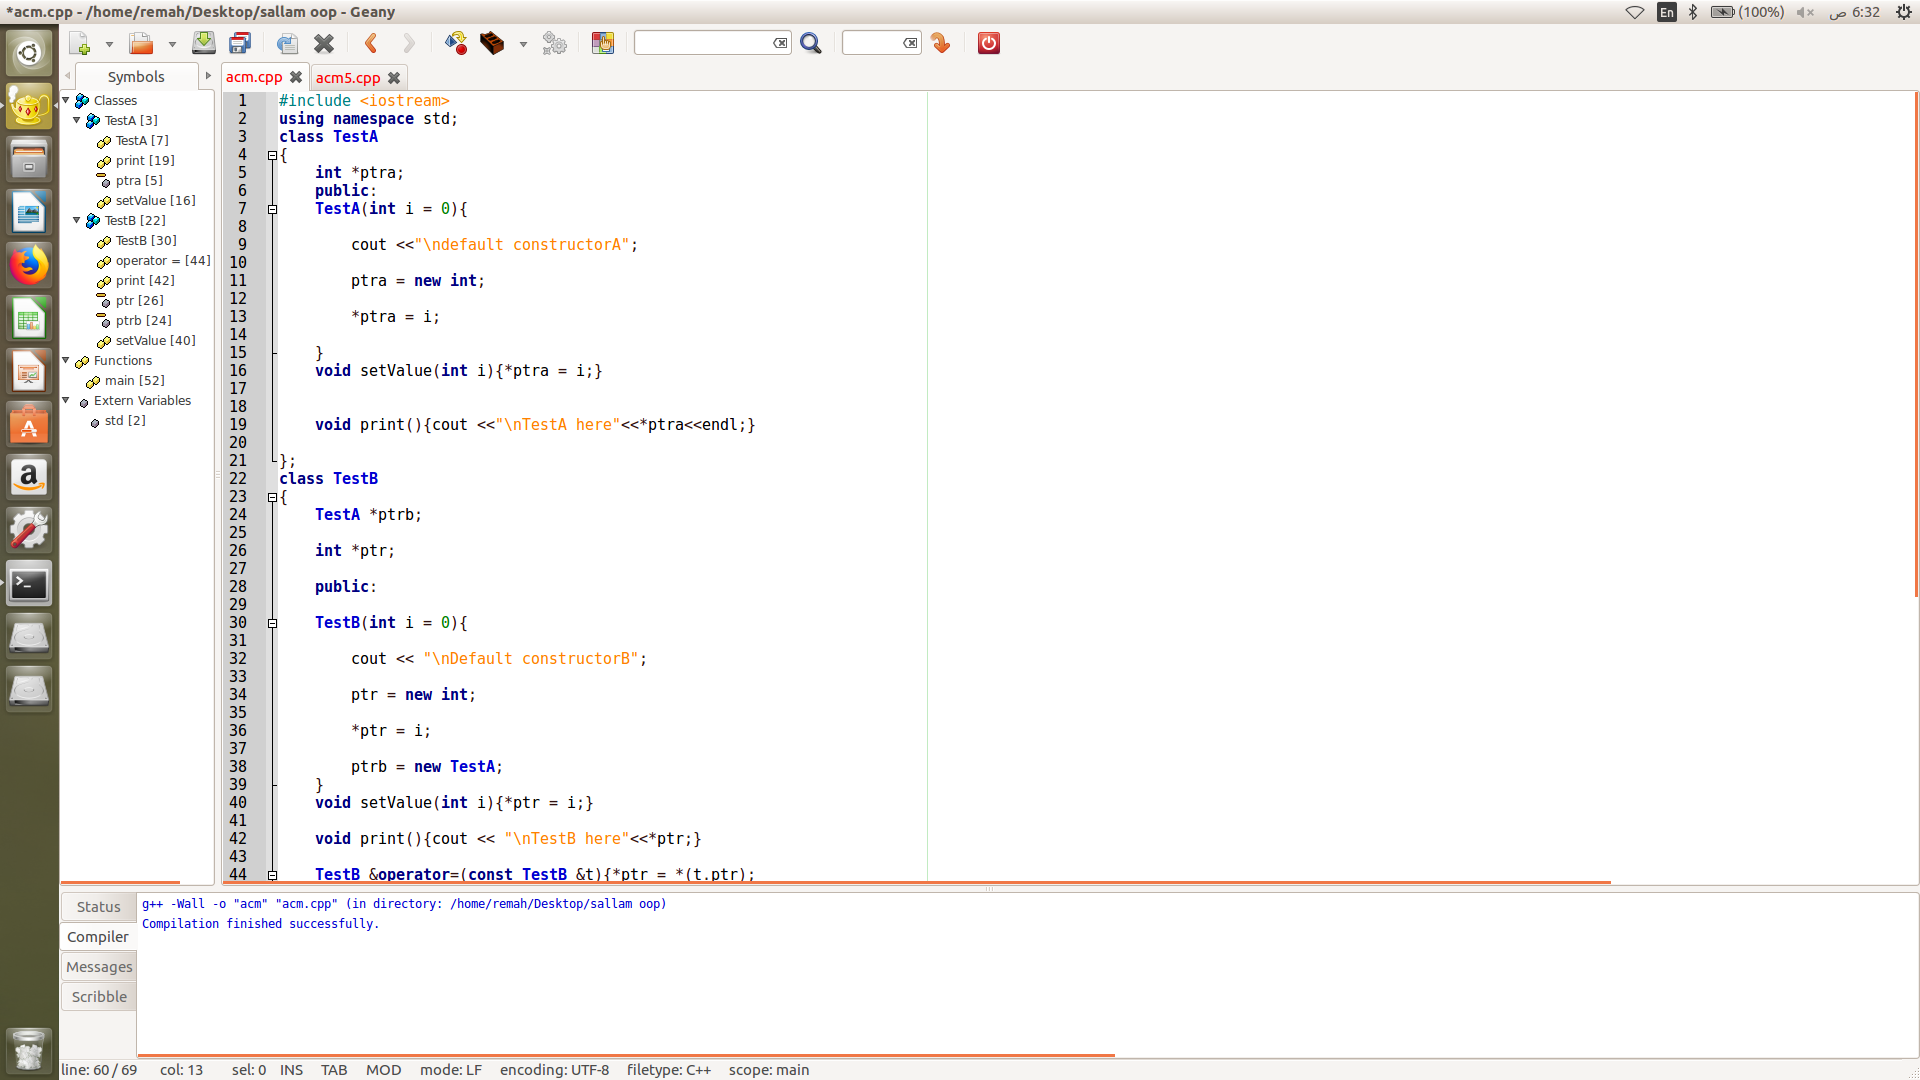 *acm.cpp - /home/remah/Desktop/sallam oop - Geany
En
(100%)
6:32 ص
Symbols
Classes
TestA [3]
TestA [7]
print [19]
ptra [5]
setValue [16]
TestB [22]
TestB [30]
operator = [44]
print [42]
ptr [26]
ptrb [24]
setValue [40]
Functions
main [52]
Extern Variables
std [2]
acm.cpp
acm5.cpp
1 #include <iostream>
2 using namespace std;
3 class TestA
4 {
5 int *ptra;
6 public:
7 TestA(int i = 0){
8
9 cout <<"\ndefault constructorA";
10
11 ptra = new int;
12
13 *ptra = i;
14
15 }
16 void setValue(int i){*ptra = i;}
17
18
19 void print(){cout <<"\nTestA here"<<*ptra<<endl;}
20
21 };
22 class TestB
23 {
24 TestA *ptrb;
25
26 int *ptr;
27
28 public:
29
30 TestB(int i = 0){
31
32 cout << "\nDefault constructorB";
33
34 ptr = new int;
35
36 *ptr = i;
37
38 ptrb = new TestA;
39 }
40 void setValue(int i){*ptr = i;}
41
42 void print(){cout << "\nTestB here"<<*ptr;}
43
44 TestB &operator=(const TestB &t){*ptr = *(t.ptr);
Status
Compiler
Messages
Scribble
g++ -Wall -o "acm" "acm.cpp" (in directory: /home/remah/Desktop/sallam oop)
Compilation finished successfully.
line: 60 / 69 col: 13 sel: 0 INS TAB MOD mode: LF encoding: UTF-8 filetype: C++ scope: main